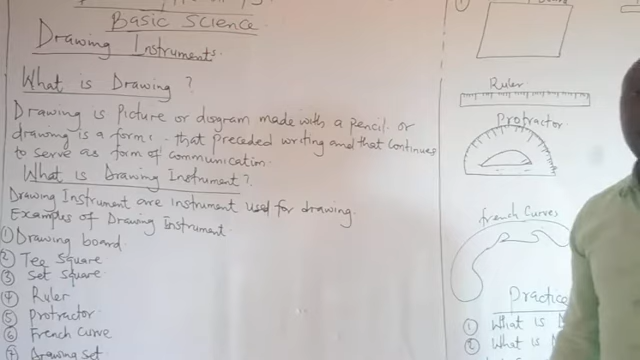 Basic Science
Drawing Instruments
What is Drawing?
Drawing is picture or diagram made with a pencil. or
drawing is a form: that preceded writing and that continues
to serve as form of communication.
What is Drawing Instrument?
Drawing Instrument are instrument used for drawing.
Examples of Drawing Instrument.
① Drawing board
② Tee square
③ Set square
④ Ruler
⑤ Protractor
⑥ French Curve
⑦ Drawing Set
Ruler
Protractor
french Curves
Practice
① What is
② What is